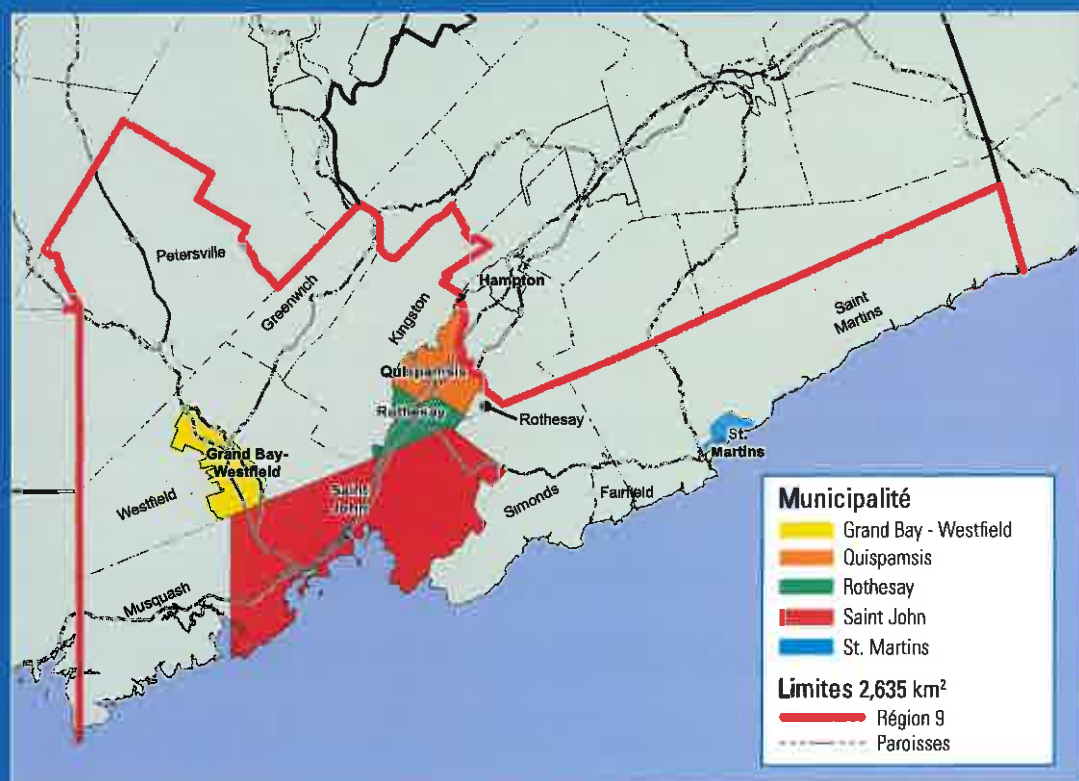 Petersville
Greenwich
Kingston
Hampton
Saint
Martins
Quispamsis
Rothesay
Rothesay
Grand Bay-
Westfield
St.
Martins
Westfield
Saint
John
Simonds
Fairfield
Musquash
Municipalité
Grand Bay - Westfield
Quispamsis
Rothesay
Saint John
St. Martins
Limites 2,635 km²
Région 9
Paroisses